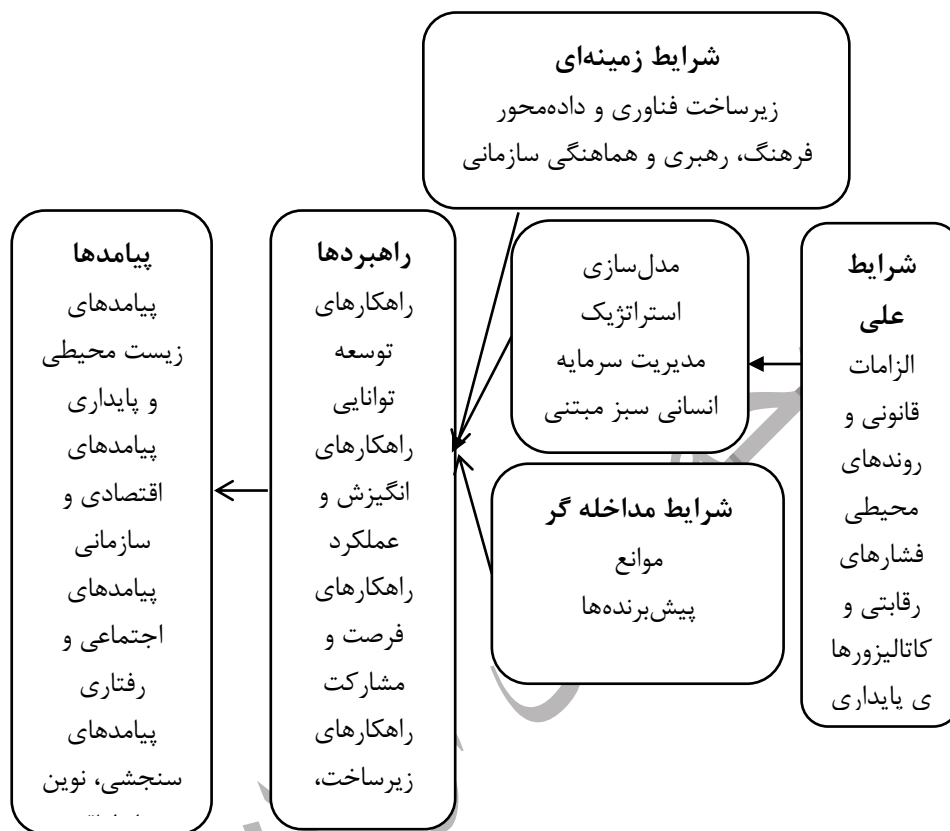 شرایط زمینه‌ای
زیرساخت فناوری و داده‌محور
فرهنگ، رهبری و هماهنگی سازمانی
شرایط
علی
الزامات
قانونی و
روندهای
محیطی
فشارهای
رقابتی و
کاتالیزورها
ی پایداری
مدل‌سازی
استراتژیک
مدیریت سرمایه
انسانی سبز مبتنی
شرایط مداخله گر
موانع
پیش‌برنده‌ها
راهبردها
راهکارهای
توسعه
توانایی
راهکارهای
انگیزش و
عملکرد
راهکارهای
فرصت و
مشارکت
راهکارهای
زیرساخت،
پیامدها
پیامدهای
زیست محیطی
و پایداری
پیامدهای
اقتصادی و
سازمانی
پیامدهای
اجتماعی و
رفتاری
پیامدهای
سنجشی، نوین